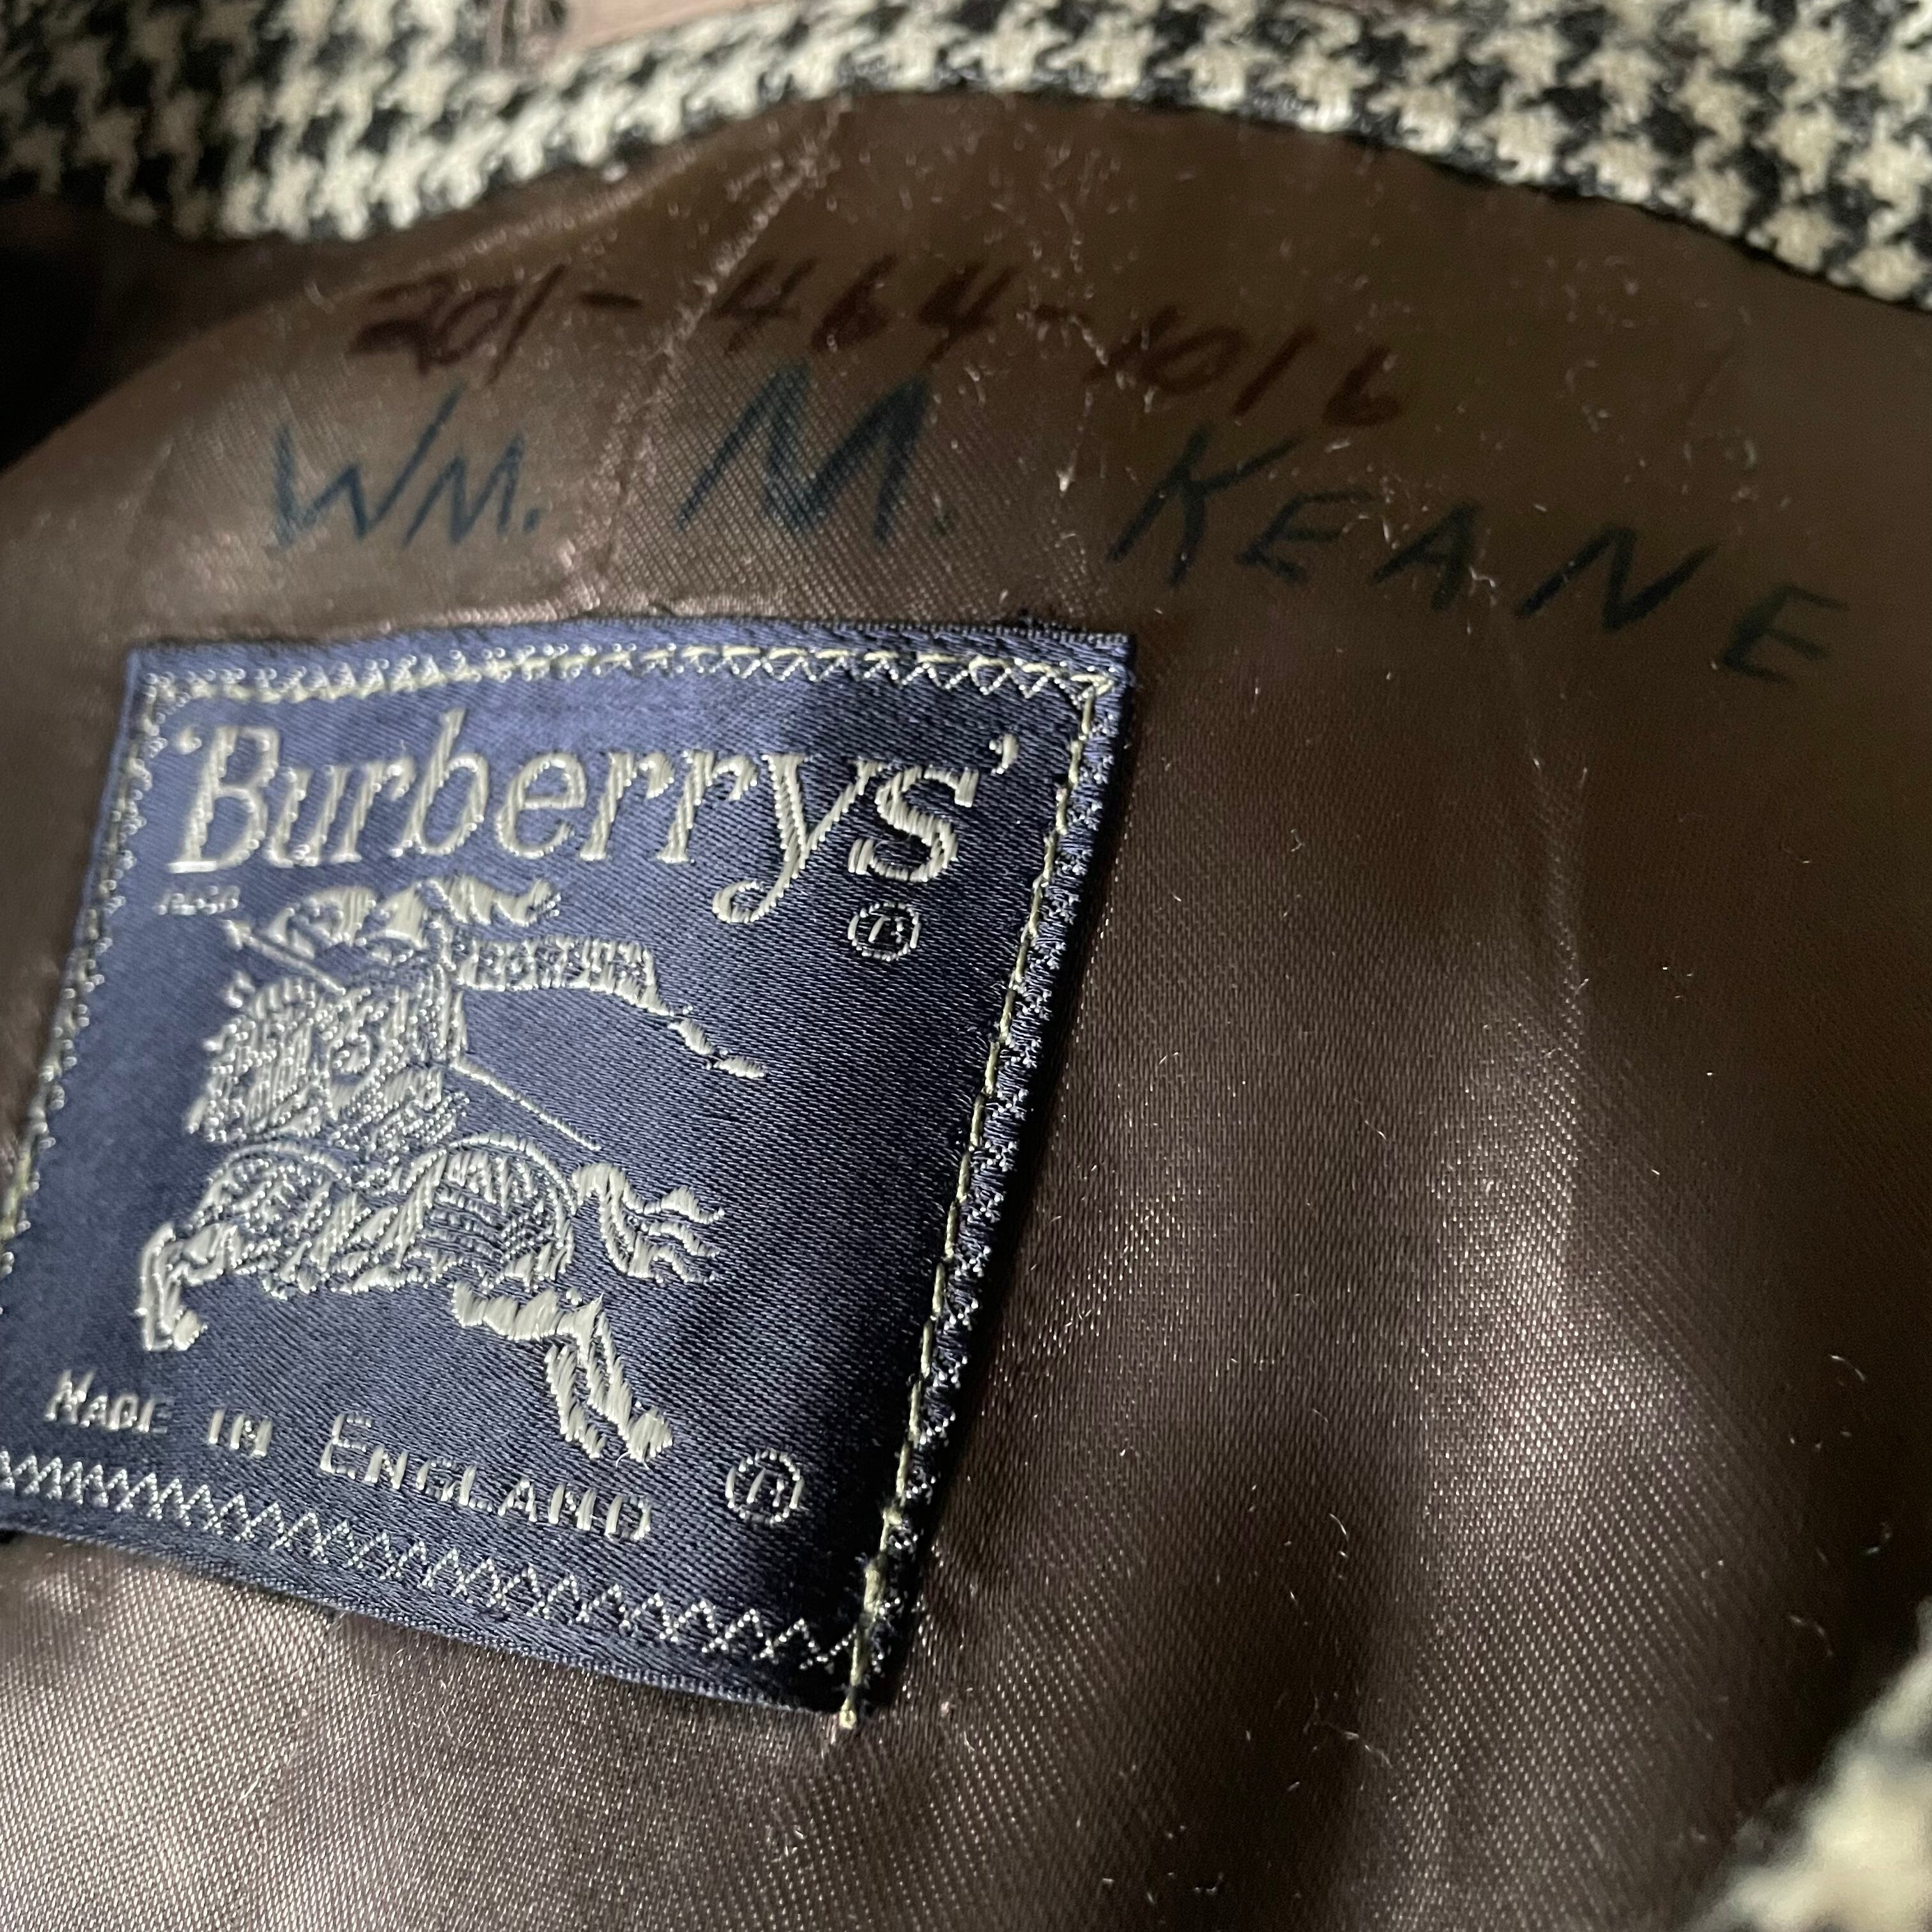 201-464-1016
WM. M. KEANE
'Burberrys'
®
MADE IN ENGLAND ®